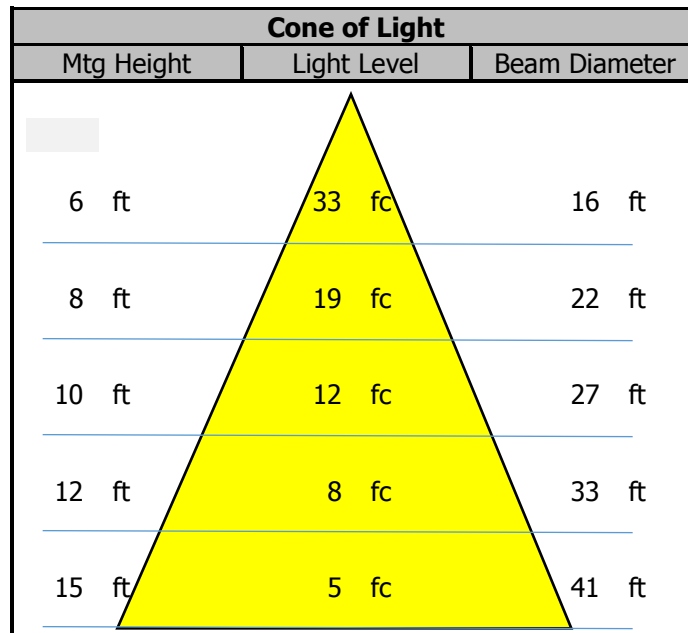 Cone of Light
Mtg Height Light Level Beam Diameter
6 ft 33 fc 16 ft
8 ft 19 fc 22 ft
10 ft 12 fc 27 ft
12 ft 8 fc 33 ft
15 ft 5 fc 41 ft